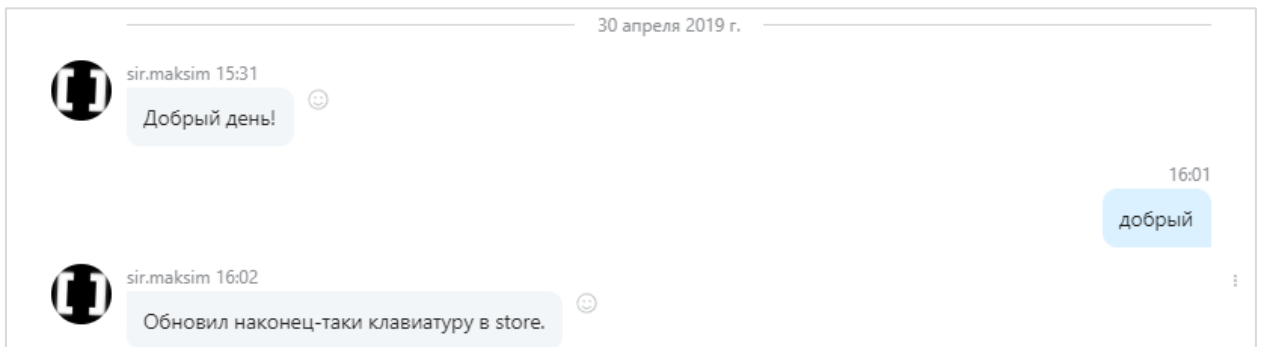 30 апреля 2019 г.
sir.maksim 15:31
Добрый день!
16:01
добрый
sir.maksim 16:02
Обновил наконец-таки клавиатуру в store.